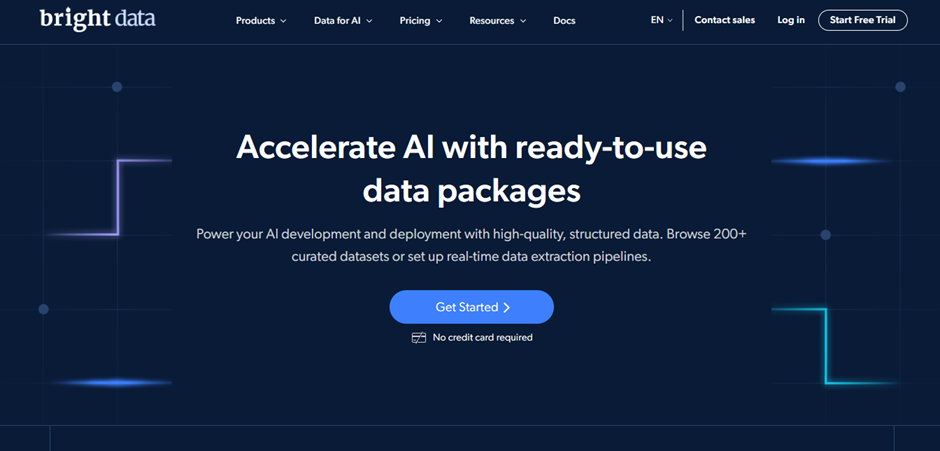 bright data
Products
Data for AI
Pricing
Resources
Docs
EN
Contact sales
Log in
Start Free Trial
Accelerate AI with ready-to-use
data packages
Power your AI development and deployment with high-quality, structured data. Browse 200+
curated datasets or set up real-time data extraction pipelines.
Get Started
No credit card required